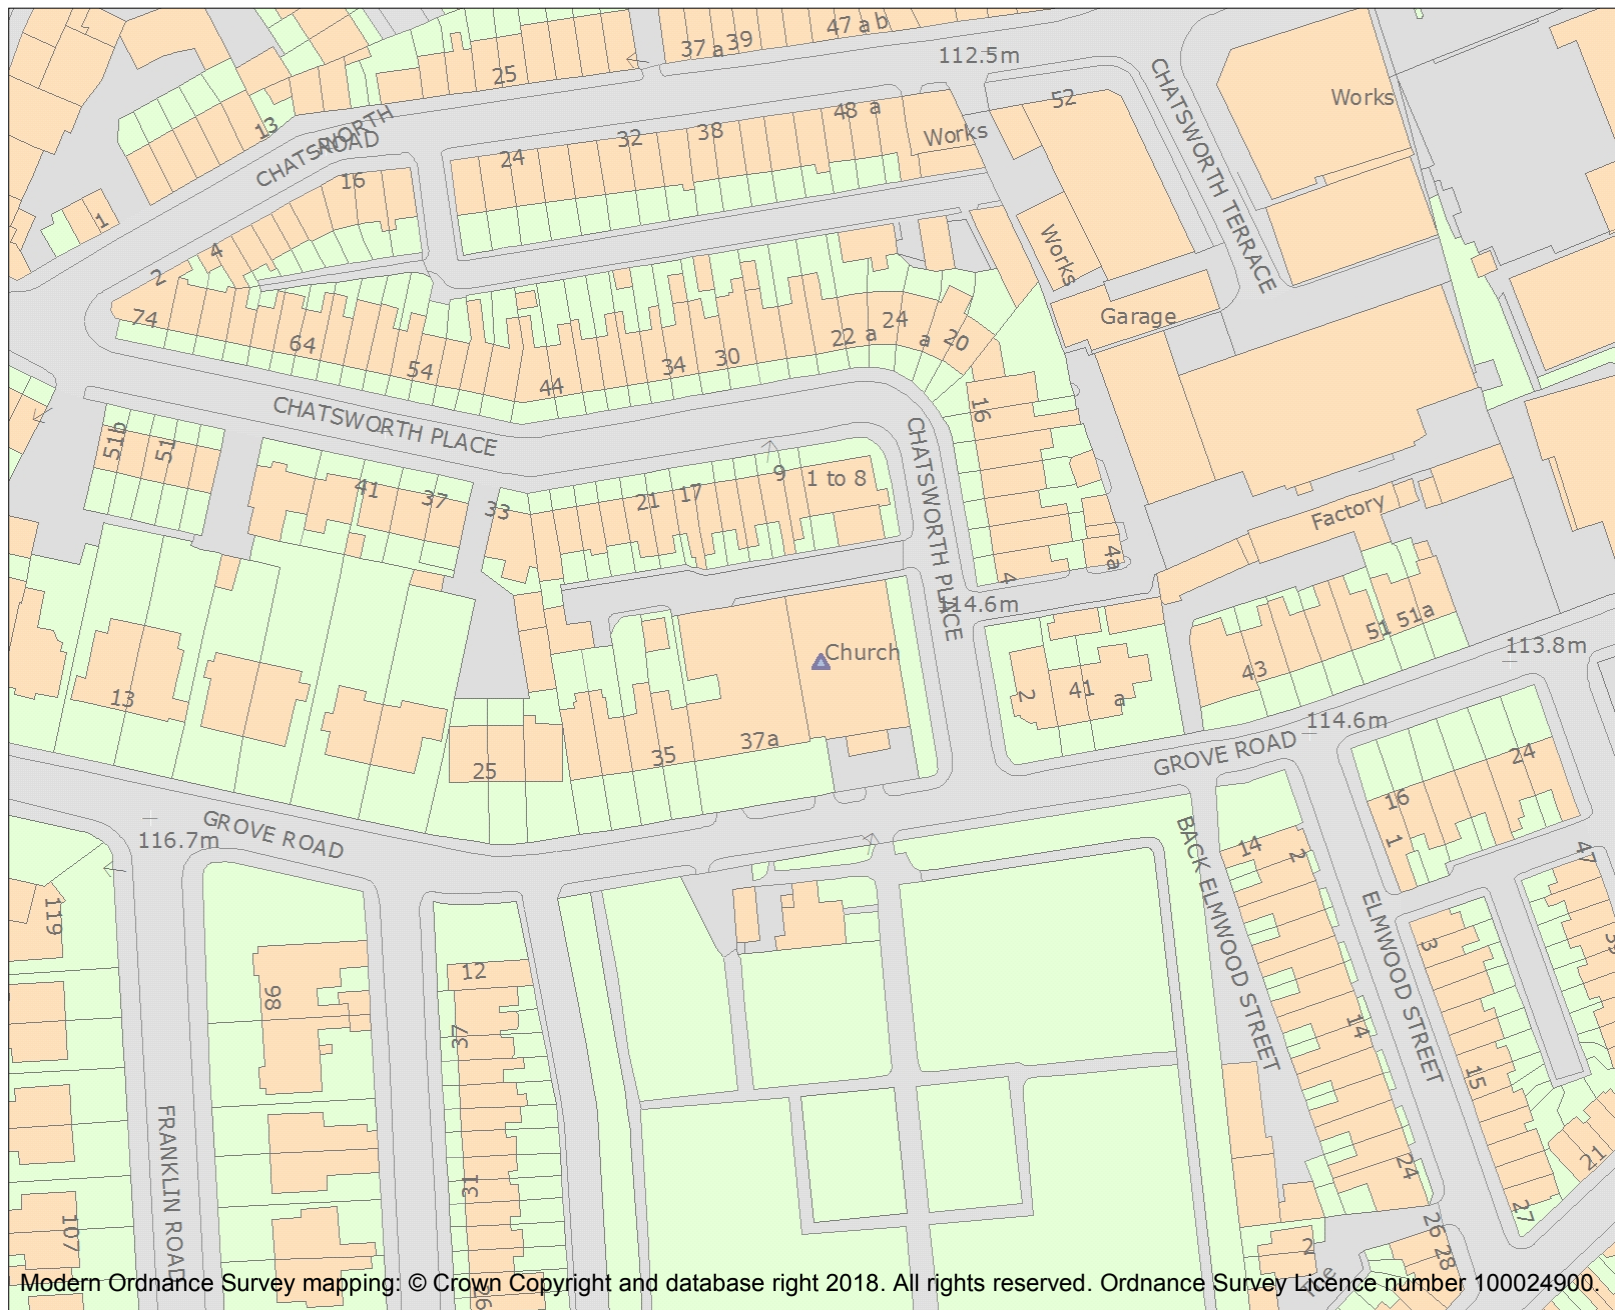 47 a b
39
37 a
112.5m
25
CHATSWORTH TERRACE
Works
52
48 a
Works
38
32
24
13
CHATSWORTH
ROAD
16
1
4
2
Works
Garage
74
64
54
44
34
30
22 a
24
a
20
16
CHATSWORTH PLACE
CHATSWORTH PLACE
51b
51
41
37
33
21
17
9
1 to 8
Factory
4a
4
114.6m
Church
13
25
35
37a
2
41
a
43
51
51a
113.8m
114.6m
GROVE ROAD
GROVE ROAD
116.7m
24
16
1
47
BACK ELMWOOD STREET
14
2
ELMWOOD STREET
3
14
15
24
27
21
26
28
2
119
98
12
37
31
26
107
FRANKLIN ROAD
Modern Ordnance Survey mapping: © Crown Copyright and database right 2018. All rights reserved. Ordnance Survey Licence number 100024900.